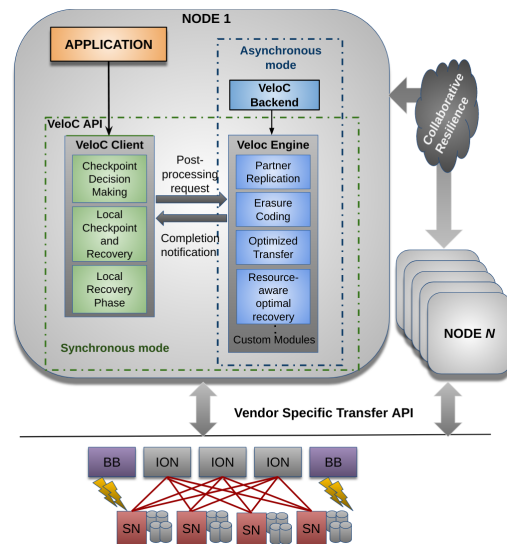 NODE 1
APPLICATION
Asynchronous
mode
VeloC
Backend
Collaborative
Resilience
VeloC API
VeloC Client
Checkpoint
Decision
Making
Local
Checkpoint
and
Recovery
Local
Recovery
Phase
Post-
processing
request
Completion
notification
Veloc Engine
Partner
Replication
Erasure
Coding
Optimized
Transfer
Resource-
aware
optimal
recovery
Custom Modules
Synchronous mode
NODE N
Vendor Specific Transfer API
BB ION ION ION BB
SN SN SN SN